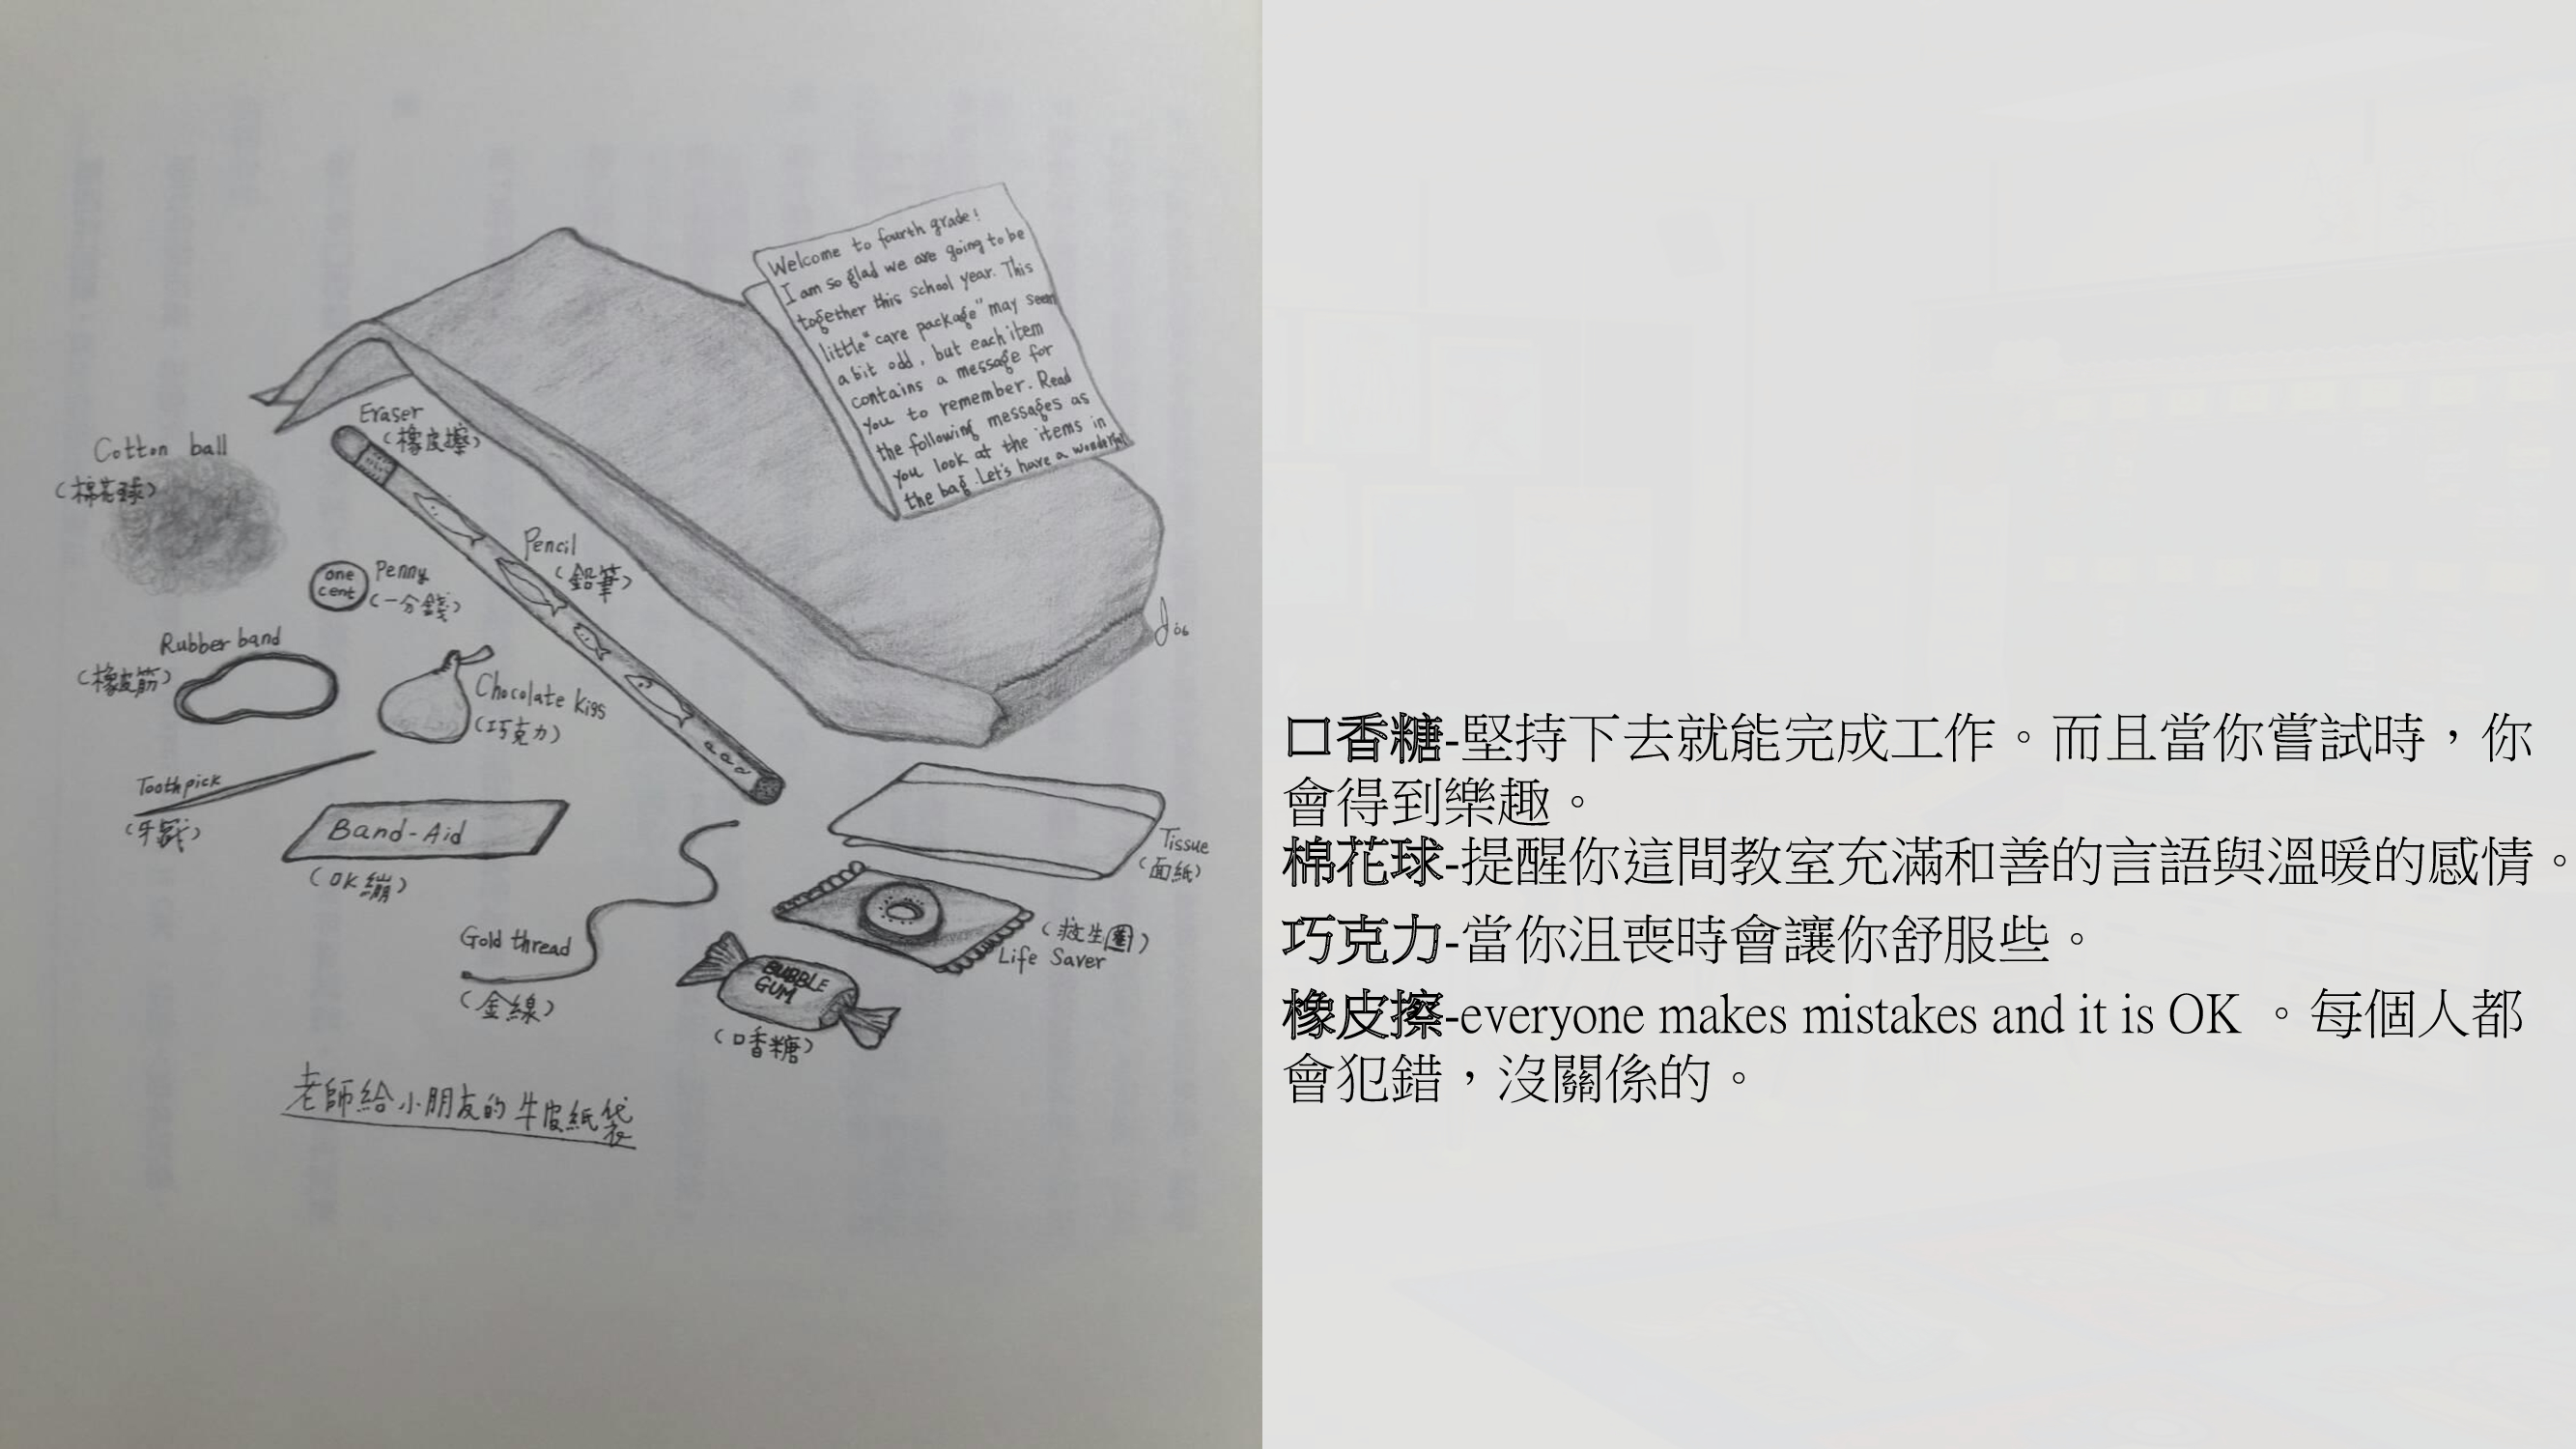 Welcome to fourth grade!
I am so glad we are going to be
together this school year. This
little "care package" may seem
a bit odd, but each item
contains a message for
you to remember. Read
the following messages as
you look at the items in
the bag. Let's have a wonderful
Eraser
(橡皮擦)
Cotton ball
(棉花球)
Pencil
(鉛筆)
one
cent
Penny
(一分錢)
Rubber band
(橡皮筋)
Chocolate Kiss
(巧克力)
Toothpick
(牙籤)
Band-Aid
(OK繃)
Tissue
(面紙)
Gold thread
(金線)
(救生圈)
Life Saver
BUBBLE
GUM
(口香糖)
老師給小朋友的牛皮紙袋
口香糖-堅持下去就能完成工作。而且當你嘗試時，你
會得到樂趣。
棉花球-提醒你這間教室充滿和善的言語與溫暖的感情。
巧克力-當你沮喪時會讓你舒服些。
橡皮擦-everyone makes mistakes and it is OK 。每個人都
會犯錯，沒關係的。